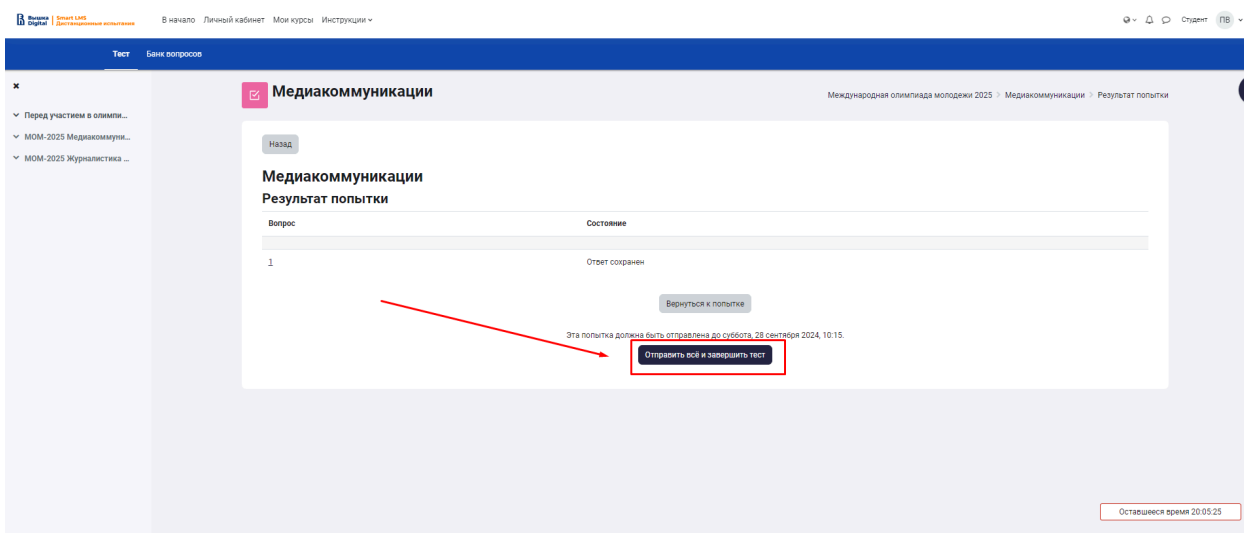 Вышка Digital | Smart LMS Дистанционные испытания
В начало Личный кабинет Мои курсы Инструкции
Студент ПВ
Тест Банк вопросов
Перед участием в олимпи...
МОМ-2025 Медиакоммуни...
МОМ-2025 Журналистика ...
Медиакоммуникации
Международная олимпиада молодежи 2025 > Медиакоммуникации > Результат попытки
Назад
Медиакоммуникации
Результат попытки
Вопрос Состояние
1 Ответ сохранен
Вернуться к попытке
Эта попытка должна быть отправлена до суббота, 28 сентября 2024, 10:15.
Отправить всё и завершить тест
Оставшееся время 20:05:25